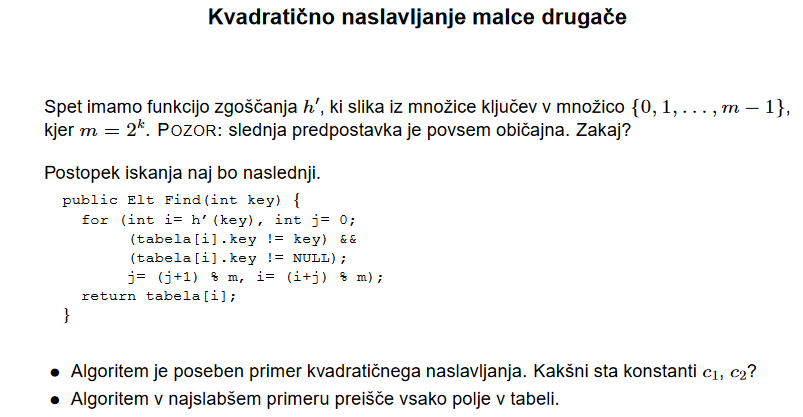 Kvadratično naslavljanje malce drugače
Spet imamo funkcijo zgoščanja h′, ki slika iz množice ključev v množico {0, 1, . . . , m − 1},
kjer m = 2^k. POZOR: slednja predpostavka je povsem običajna. Zakaj?
Postopek iskanja naj bo naslednji.
public Elt Find(int key) {
for (int i= h′(key), int j= 0;
(tabela[i].key != key) &&
(tabela[i].key != NULL);
j= (j+1) % m, i= (i+j) % m);
return tabela[i];
}
• Algoritem je poseben primer kvadratičnega naslavljanja. Kakšni sta konstanti c₁, c₂?
• Algoritem v najslabšem primeru preišče vsako polje v tabeli.